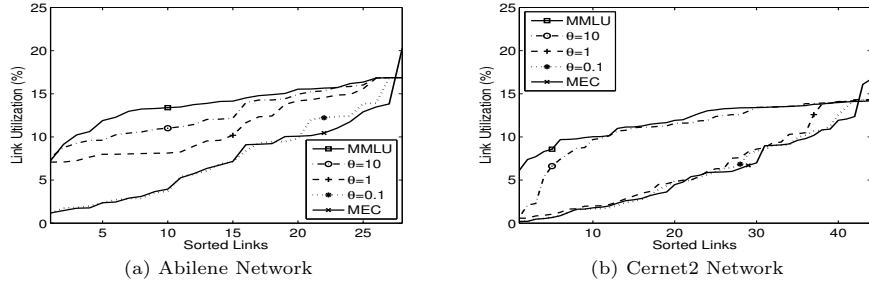 25
20
15
10
5
0
Link Utilization (%)
5 10 15 20 25
Sorted Links
MMLU
θ=10
θ=1
θ=0.1
MEC
(a) Abilene Network
25
20
15
10
5
0
Link Utilization (%)
10 20 30 40
Sorted Links
MMLU
θ=10
θ=1
θ=0.1
MEC
(b) Cernet2 Network